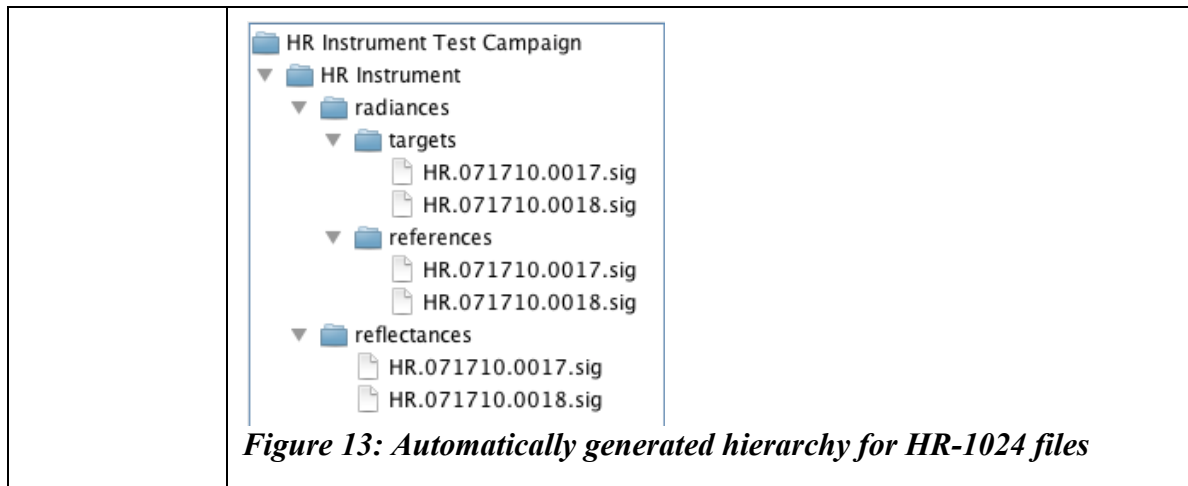 HR Instrument Test Campaign
HR Instrument
radiances
targets
HR.071710.0017.sig
HR.071710.0018.sig
references
HR.071710.0017.sig
HR.071710.0018.sig
reflectances
HR.071710.0017.sig
HR.071710.0018.sig
Figure 13: Automatically generated hierarchy for HR-1024 files